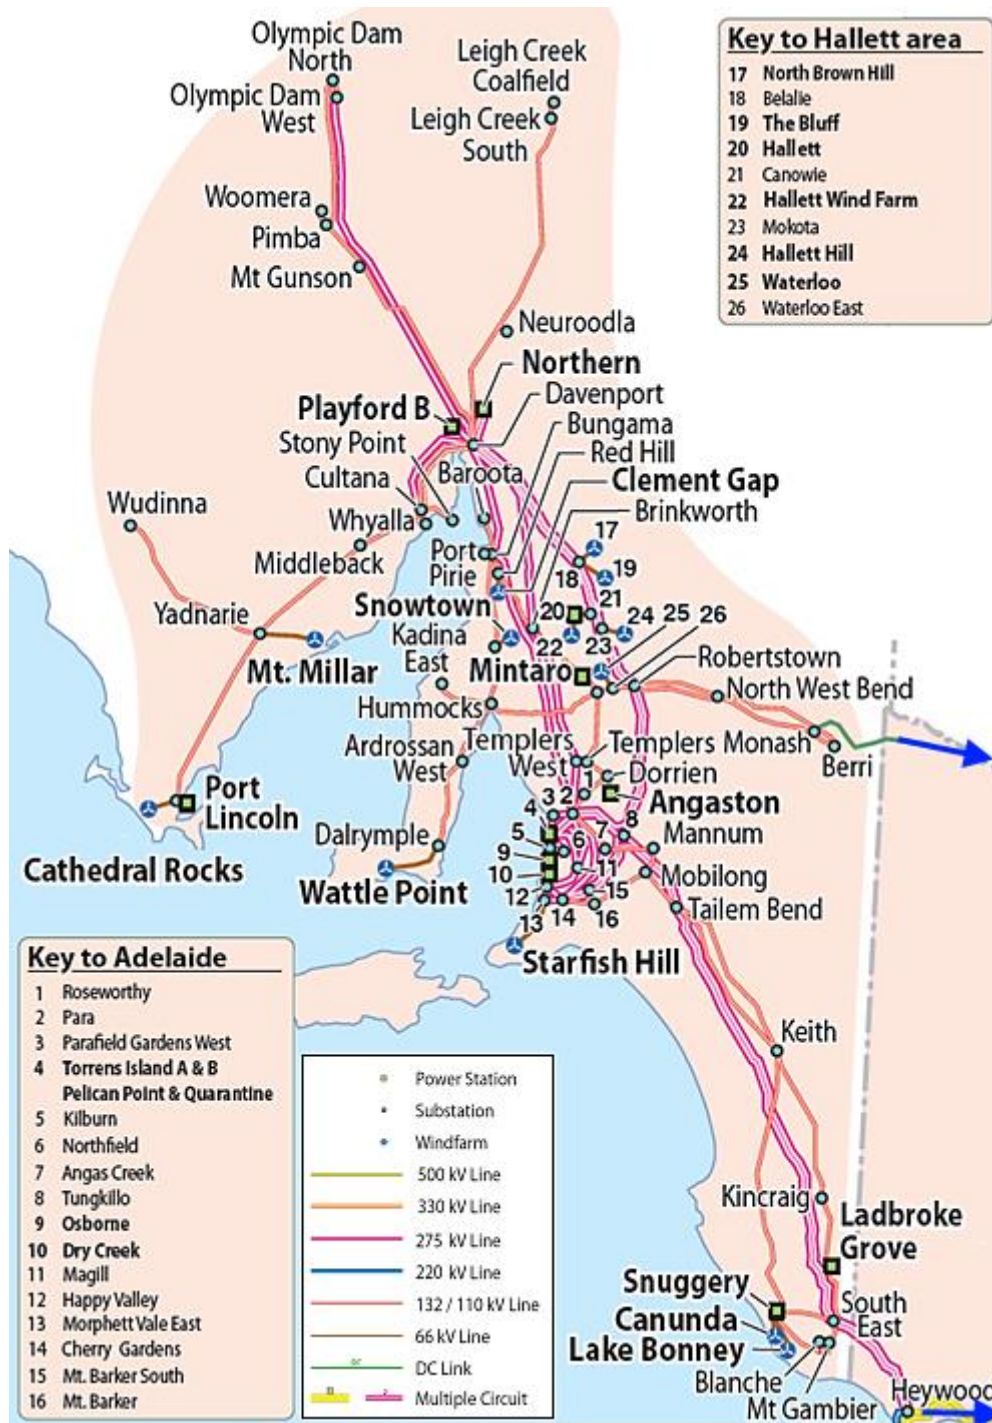 Olympic Dam
North
Olympic Dam
West
Leigh Creek
Coalfield
Leigh Creek
South
Woomera
Pimba
Mt Gunson
Neuroodla
Northern
Davenport
Playford B
Bungama
Stony Point
Red Hill
Cultana
Baroota
Clement Gap
Brinkworth
Wudinna
Whyalla
17
Middleback
Port
Pirie
18
19
Yadnarie
Snowtown
20
21
24
25
26
Kadina
East
22
23
Mt. Millar
Mintaro
Robertstown
North West Bend
Hummocks
Ardrossan
West
Templers
West
Templers
Monash
Dorrien
Berri
Port
Lincoln
1
Angaston
3
2
4
8
Dalrymple
5
6
7
Mannum
Cathedral Rocks
9
Wattle Point
10
11
Mobilong
12
15
Tailem Bend
13
14
16
Starfish Hill
Keith
Kincraig
Ladbroke
Grove
Snuggery
Canunda
South
East
Lake Bonney
Blanche
Mt Gambier
Heywood
Key to Hallett area
17 North Brown Hill
18 Belalie
19 The Bluff
20 Hallett
21 Canowie
22 Hallett Wind Farm
23 Mokota
24 Hallett Hill
25 Waterloo
26 Waterloo East
Key to Adelaide
1 Roseworthy
2 Para
3 Parafield Gardens West
4 Torrens Island A & B
Pelican Point & Quarantine
5 Kilburn
6 Northfield
7 Angas Creek
8 Tungkillo
9 Osborne
10 Dry Creek
11 Magill
12 Happy Valley
13 Morphett Vale East
14 Cherry Gardens
15 Mt. Barker South
16 Mt. Barker
Power Station
Substation
Windfarm
500 kV Line
330 kV Line
275 kV Line
220 kV Line
132 / 110 kV Line
66 kV Line
DC Link
Multiple Circuit